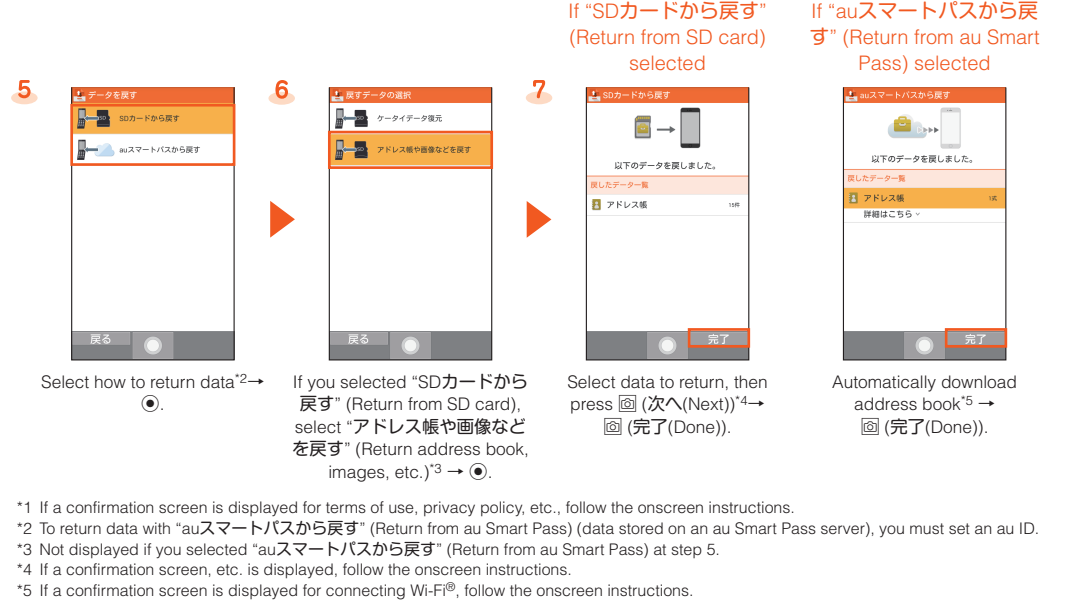 5
データを戻す
SDカードから戻す
auスマートパスから戻す
戻る
Select how to return data*2→
◉.
6
戻すデータの選択
ケータイデータ復元
アドレス帳や画像などを戻す
戻る
If you selected “SDカードから
戻す” (Return from SD card),
select “アドレス帳や画像など
を戻す” (Return address book,
images, etc.)*3 → ◉.
7
If “SDカードから戻す”
(Return from SD card)
selected
SDカードから戻す
以下のデータを戻しました。
戻したデータ一覧
アドレス帳
15件
完了
Select data to return, then
press (次へ(Next))*4→
(完了(Done)).
If “auスマートパスから戻
す” (Return from au Smart
Pass) selected
auスマートパスから戻す
以下のデータを戻しました。
戻したデータ一覧
アドレス帳
詳細はこちら
完了
Automatically download
address book*5 →
(完了(Done)).
*1 If a confirmation screen is displayed for terms of use, privacy policy, etc., follow the onscreen instructions.
*2 To return data with “auスマートパスから戻す” (Return from au Smart Pass) (data stored on an au Smart Pass server), you must set an au ID.
*3 Not displayed if you selected “auスマートパスから戻す” (Return from au Smart Pass) at step 5.
*4 If a confirmation screen, etc. is displayed, follow the onscreen instructions.
*5 If a confirmation screen is displayed for connecting Wi-Fi®, follow the onscreen instructions.